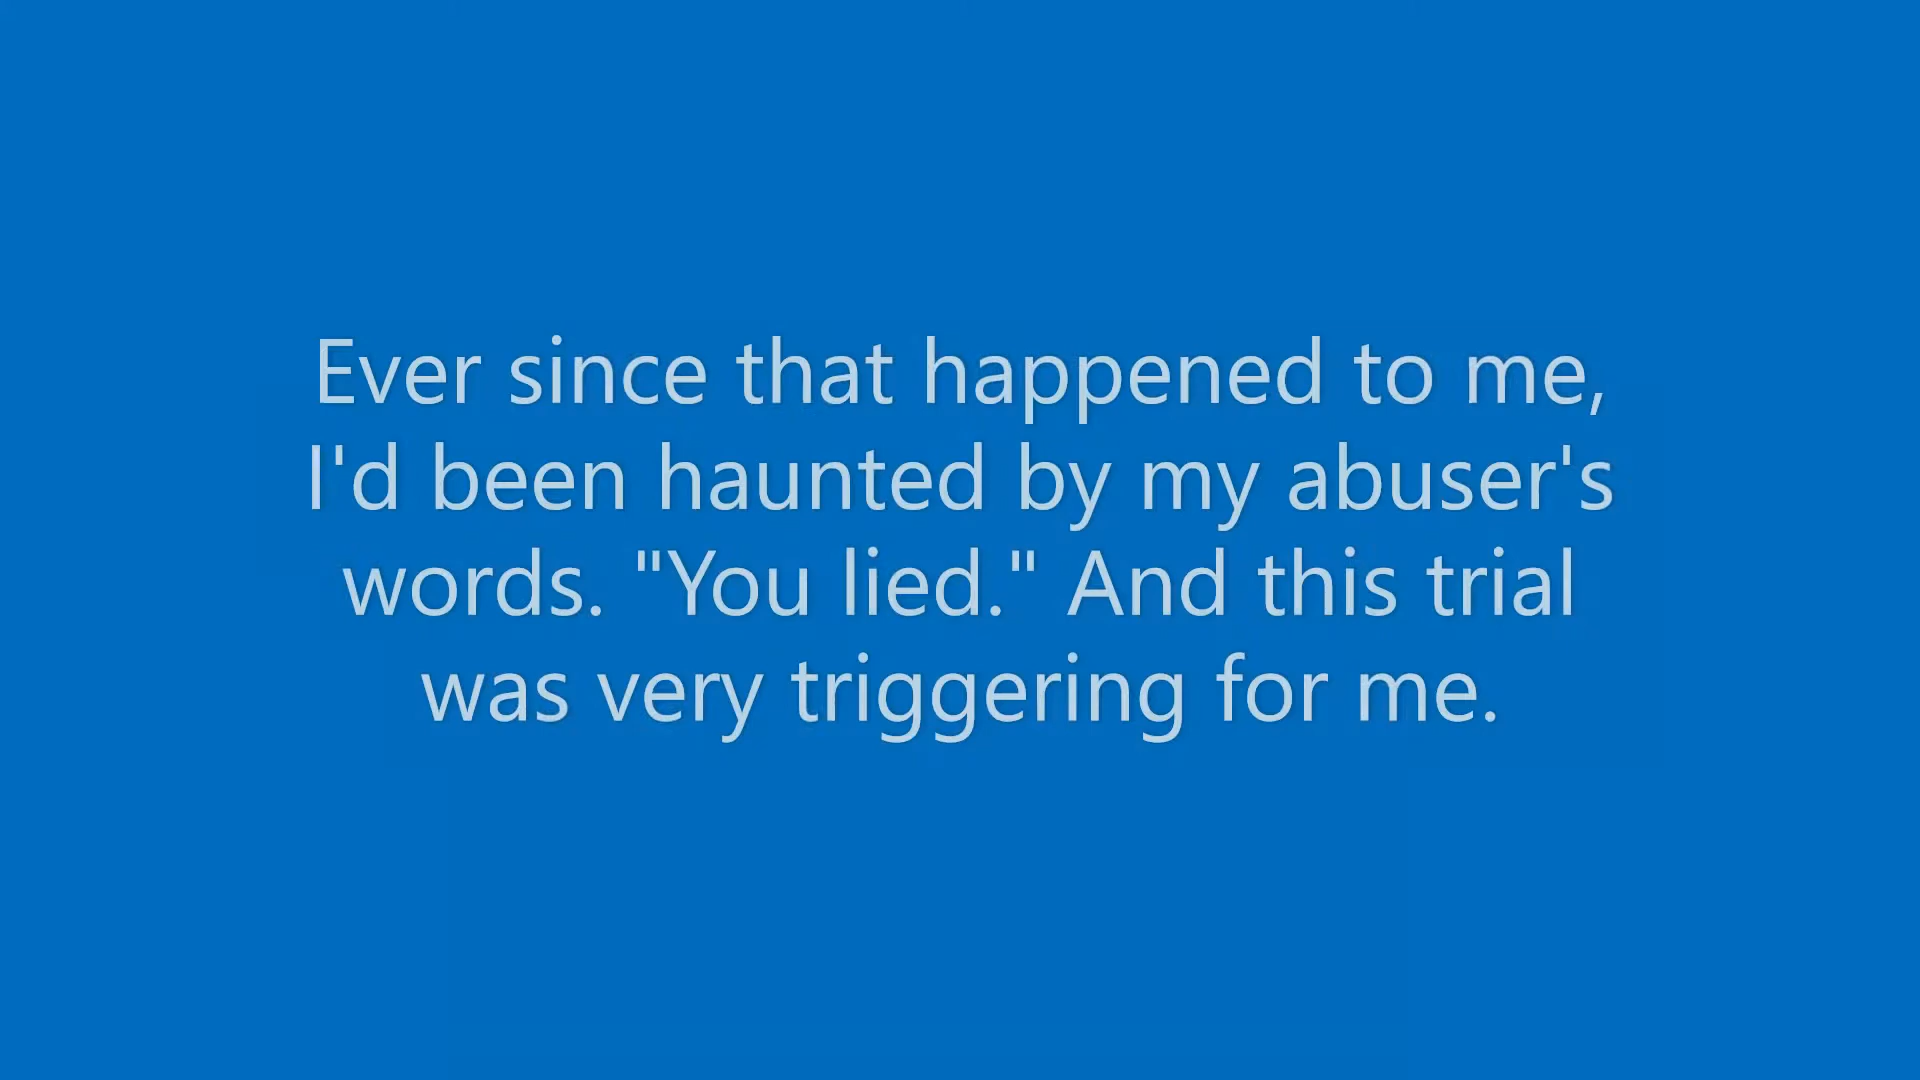 Ever since that happened to me,
I'd been haunted by my abuser's
words. "You lied." And this trial
was very triggering for me.